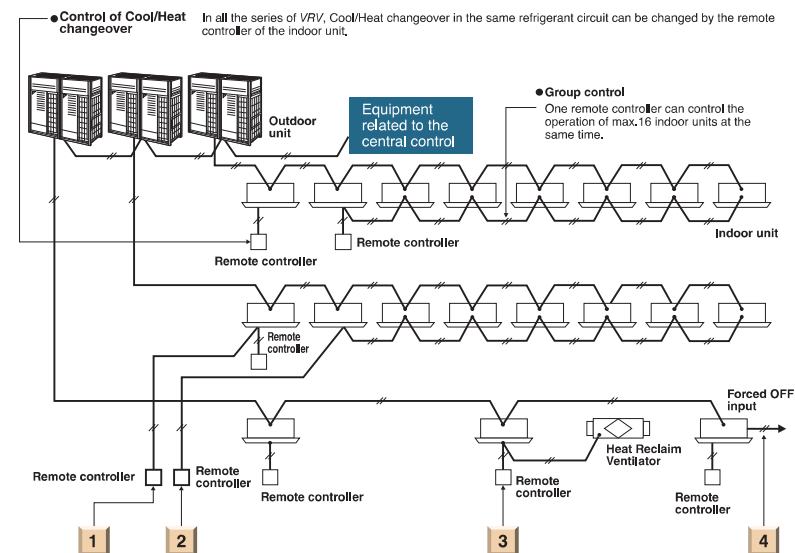 ● Control of Cool/Heat
changeover
In all the series of VRV, Cool/Heat changeover in the same refrigerant circuit can be changed by the remote
controller of the indoor unit.
Outdoor
unit
Equipment
related to the
central control
● Group control
One remote controller can control the
operation of max.16 indoor units at the
same time.
Indoor unit
Remote controller
Remote controller
Remote
controller
Forced OFF
input
Heat Reclaim
Ventilator
Remote controller
Remote
controller
Remote controller
Remote
controller
Remote
controller
1
2
3
4